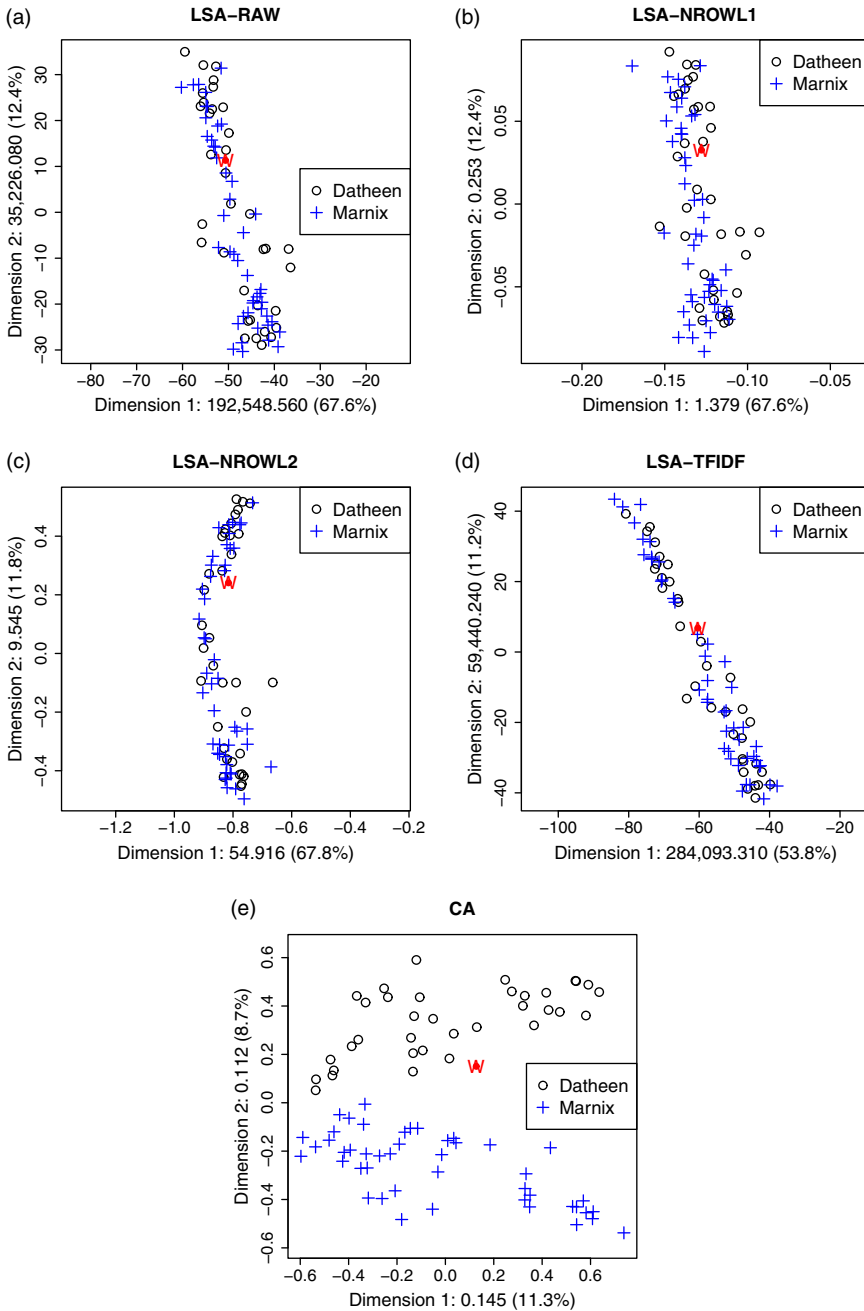 (a)
LSA−RAW
Dimension 2: 35,226.080 (12.4%)
30
20
10
0
−10
−20
−30
W
Datheen
Marnix
−80 −70 −60 −50 −40 −30 −20
Dimension 1: 192,548.560 (67.6%)
(b)
LSA−NROWL1
Dimension 2: 0.253 (12.4%)
0.05
0.00
−0.05
W
Datheen
Marnix
−0.20 −0.15 −0.10 −0.05
Dimension 1: 1.379 (67.6%)
(c)
LSA−NROWL2
Dimension 2: 9.545 (11.8%)
0.4
0.2
0.0
−0.2
−0.4
W
Datheen
Marnix
−1.2 −1.0 −0.8 −0.6 −0.4 −0.2
Dimension 1: 54.916 (67.8%)
(d)
LSA−TFIDF
Dimension 2: 59,440.240 (11.2%)
40
20
0
−20
−40
W
Datheen
Marnix
−100 −80 −60 −40 −20
Dimension 1: 284,093.310 (53.8%)
(e)
CA
Dimension 2: 0.112 (8.7%)
0.6
0.4
0.2
0.0
−0.2
−0.4
−0.6
W
Datheen
Marnix
−0.6 −0.4 −0.2 0.0 0.2 0.4 0.6
Dimension 1: 0.145 (11.3%)